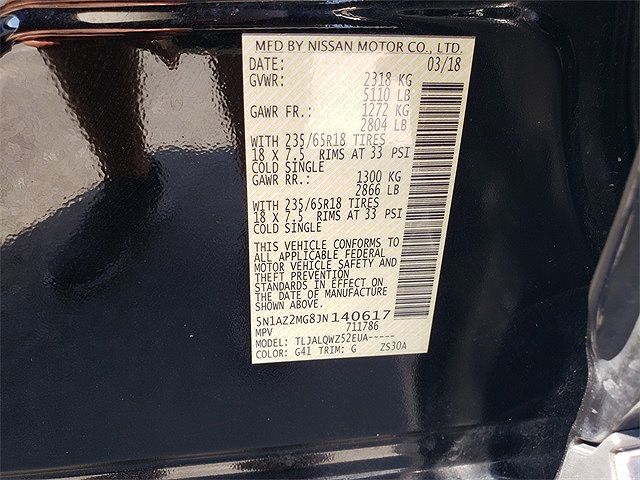 MFD BY NISSAN MOTOR CO., LTD.
DATE: 03/18
GVWR: 2318 KG
5110 LB
GAWR FR.: 1272 KG
2804 LB
WITH 235/65R18 TIRES
18 X 7.5 RIMS AT 33 PSI
COLD SINGLE
GAWR RR.: 1300 KG
2866 LB
WITH 235/65R18 TIRES
18 X 7.5 RIMS AT 33 PSI
COLD SINGLE
THIS VEHICLE CONFORMS TO
ALL APPLICABLE FEDERAL
MOTOR VEHICLE SAFETY AND
THEFT PREVENTION
STANDARDS IN EFFECT ON
THE DATE OF MANUFACTURE
SHOWN ABOVE.
5N1AZ2MG8JN140617
MPV 711786
MODEL: TLJALQWZ52EUA-----
COLOR: G41 TRIM: G ZS30A